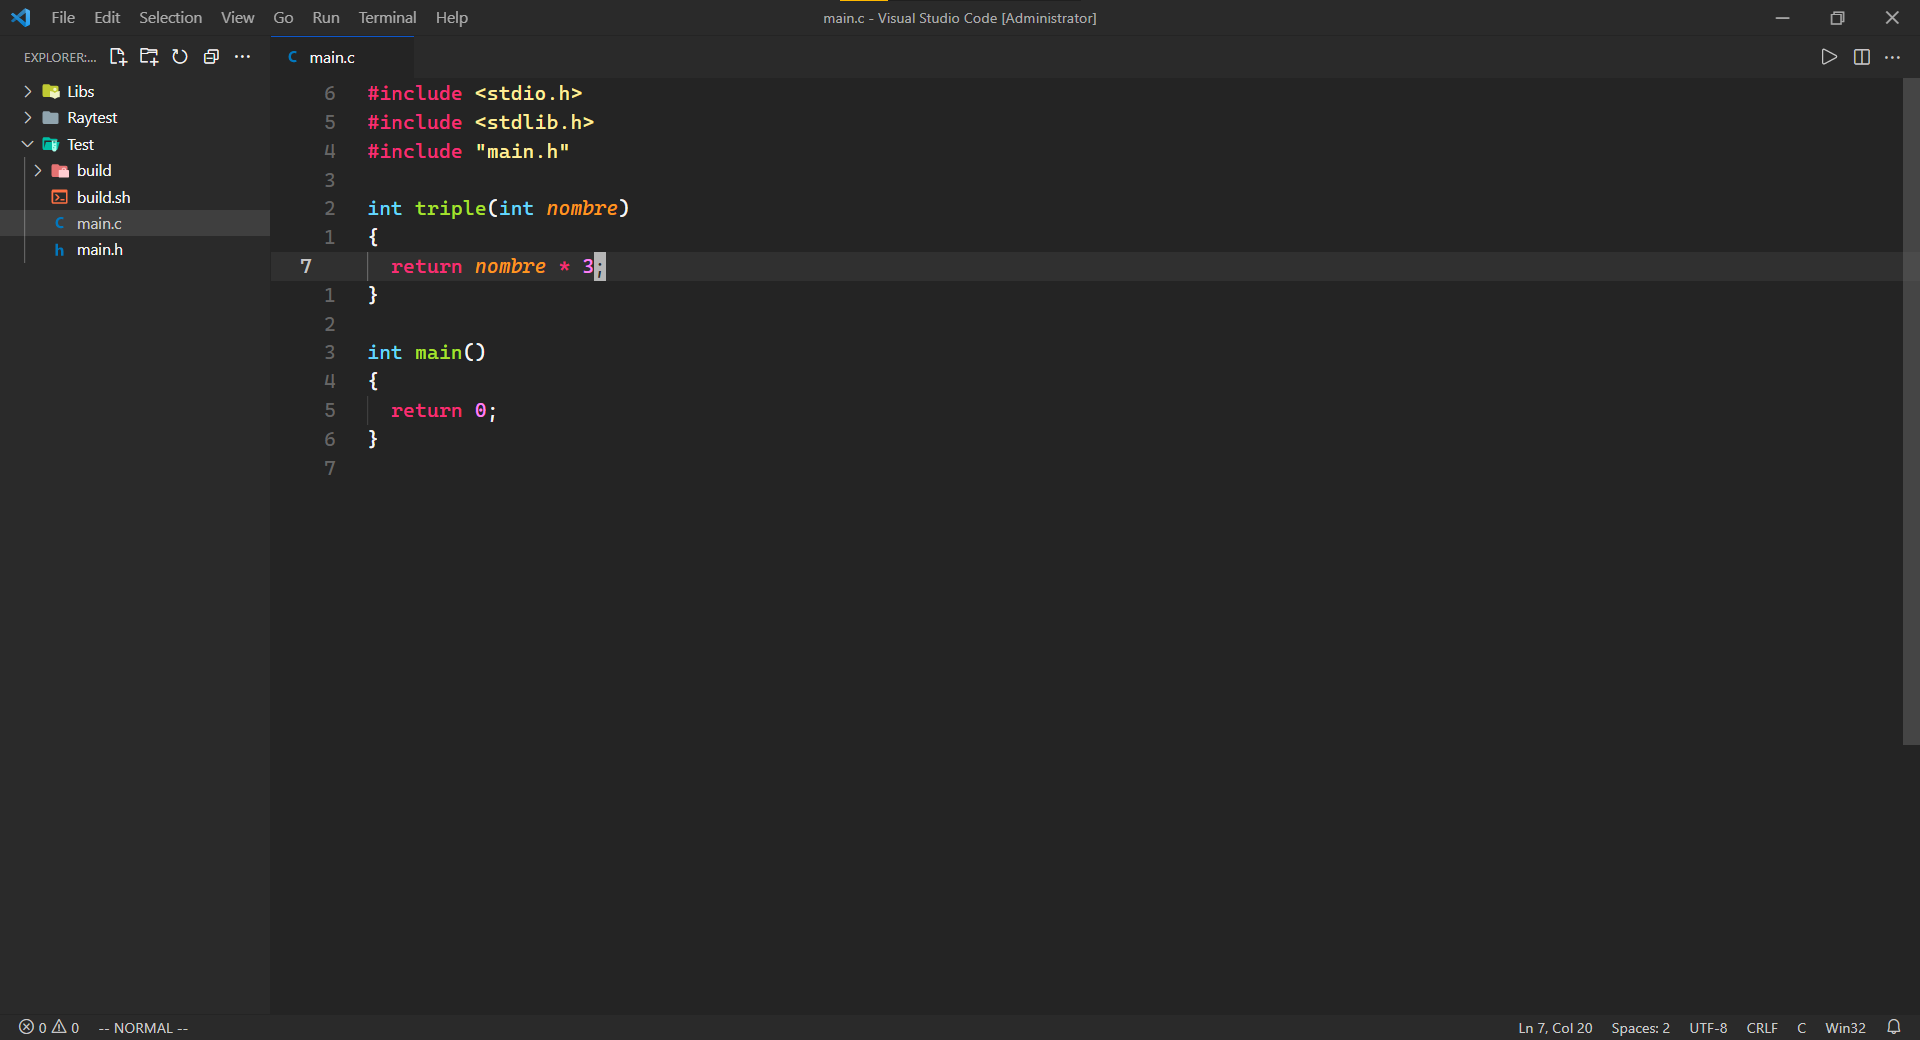 File Edit Selection View Go Run Terminal Help
main.c - Visual Studio Code [Administrator]
EXPLORER:...
Libs
Raytest
Test
build
build.sh
main.c
main.h
main.c
6 #include <stdio.h>
5 #include <stdlib.h>
4 #include "main.h"
3
2 int triple(int nombre)
1 {
7 return nombre * 3;
1 }
2
3 int main()
4 {
5 return 0;
6 }
7
0 0 -- NORMAL --
Ln 7, Col 20 Spaces: 2 UTF-8 CRLF C Win32